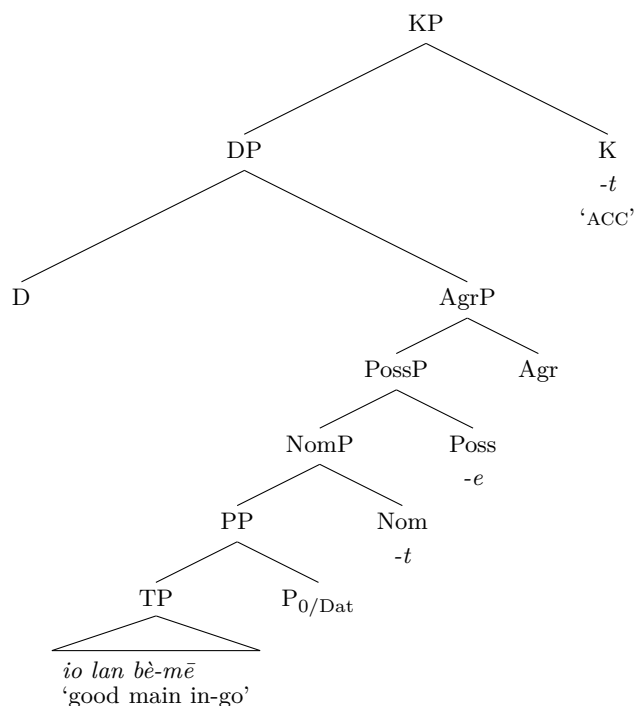 KP
DP K
-t
‘ACC’
D AgrP
PossP Agr
NomP Poss
-e
PP Nom
-t
TP P0/Dat
io lan bè-mē
‘good main in-go’